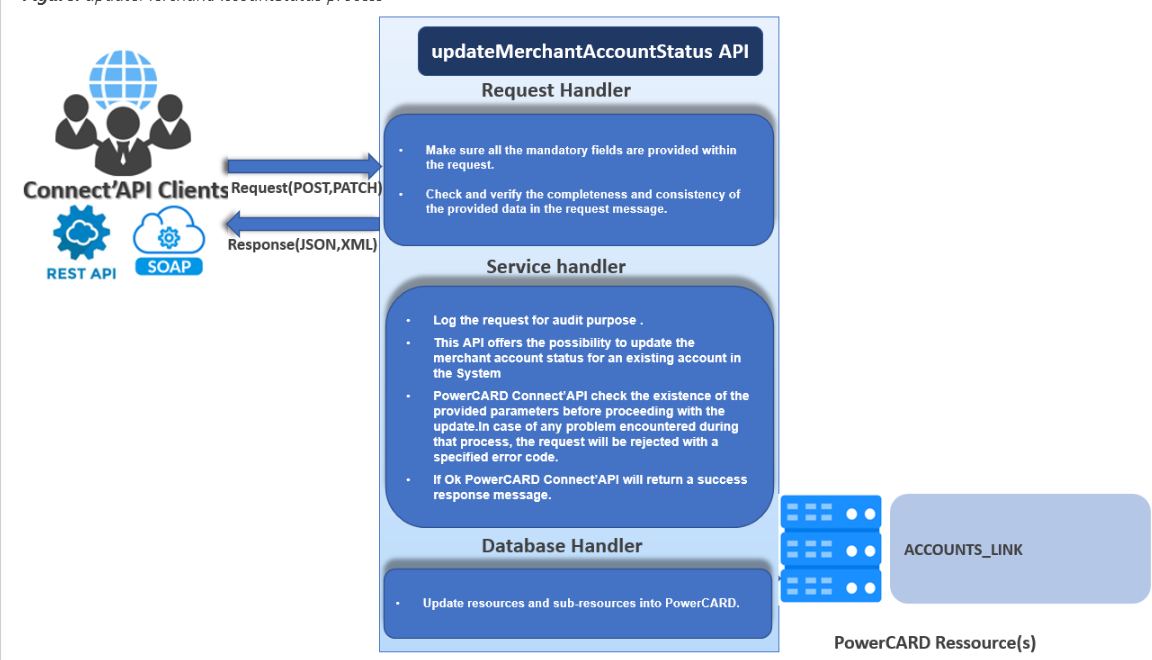 Figure: updateMerchantAccountStatus process
updateMerchantAccountStatus API
Request Handler
• Make sure all the mandatory fields are provided within
the request.
• Check and verify the completeness and consistency of
the provided data in the request message.
Connect'API Clients
Request(POST,PATCH)
Response(JSON,XML)
REST API
SOAP
Service handler
• Log the request for audit purpose .
• This API offers the possibility to update the
merchant account status for an existing account in
the System
• PowerCARD Connect'API check the existence of the
provided parameters before proceeding with the
update.In case of any problem encountered during
that process, the request will be rejected with a
specified error code.
• If Ok PowerCARD Connect'API will return a success
response message.
Database Handler
• Update resources and sub-resources into PowerCARD.
ACCOUNTS_LINK
PowerCARD Ressource(s)